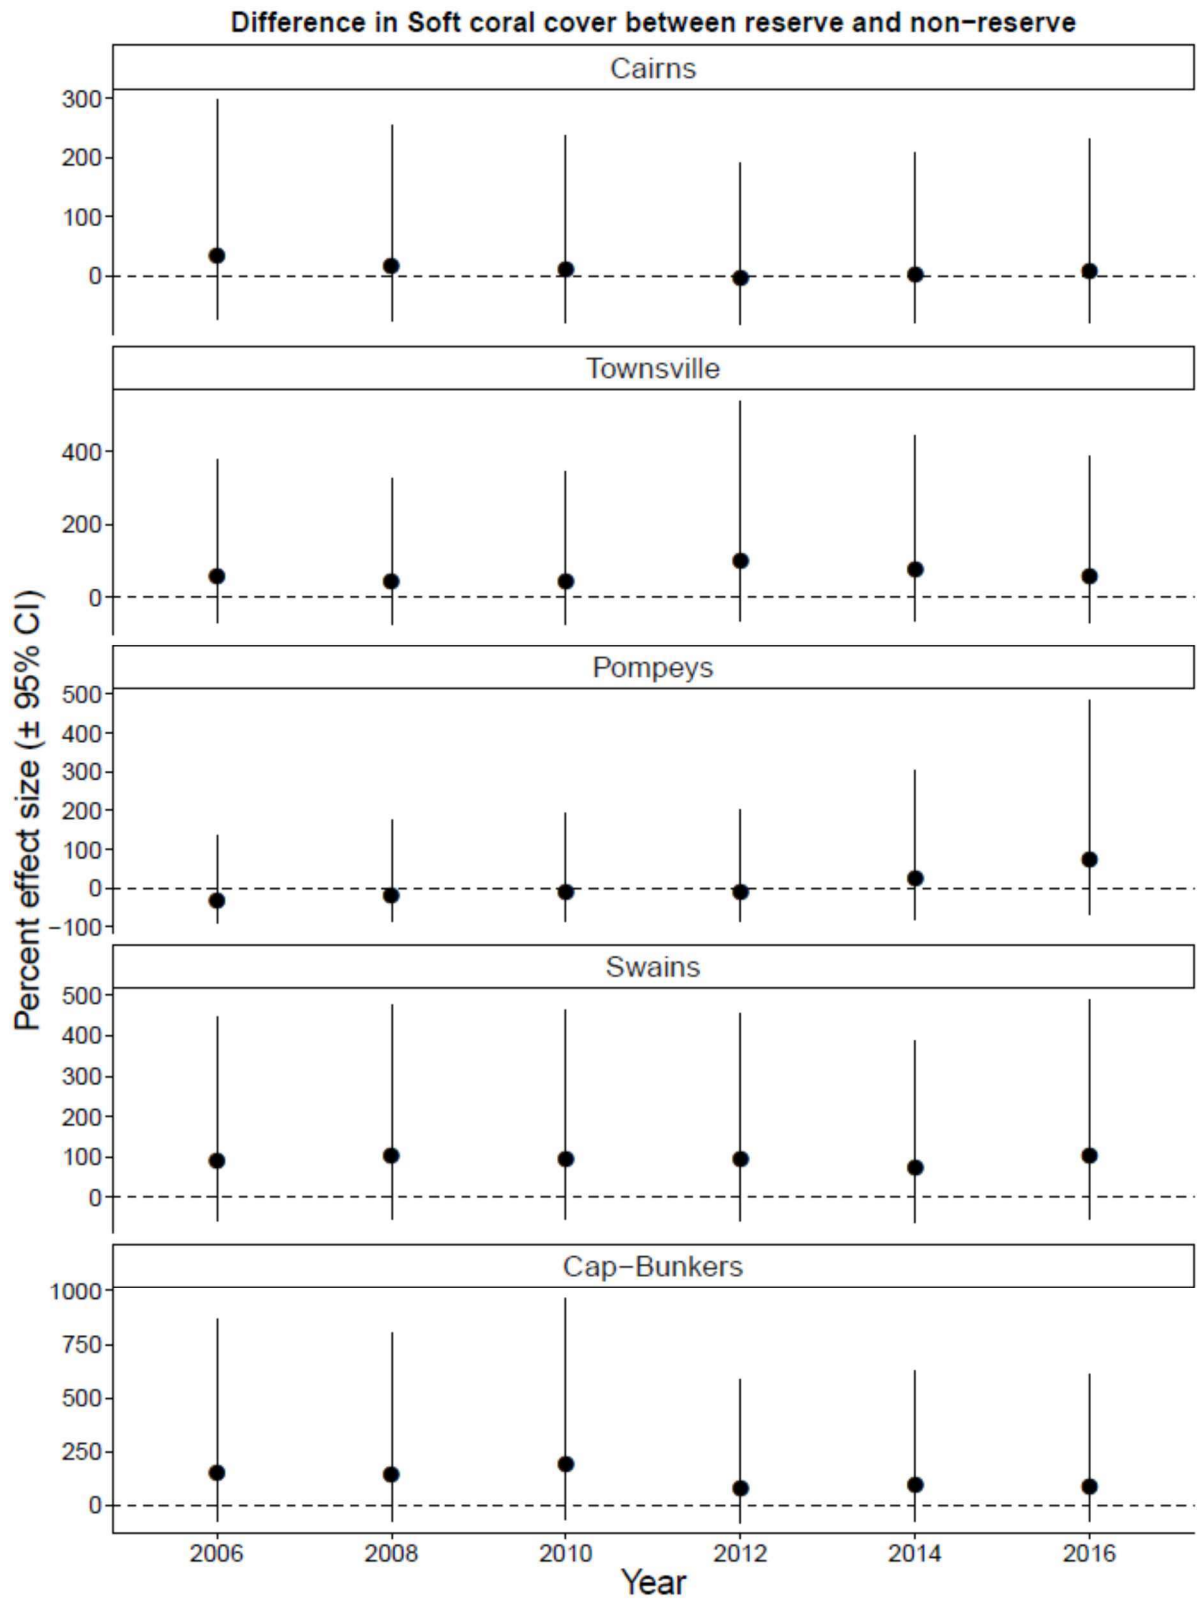 Difference in Soft coral cover between reserve and non−reserve
Percent effect size (± 95% CI)
Cairns
300
200
100
0
Townsville
400
200
0
Pompeys
500
400
300
200
100
0
−100
Swains
500
400
300
200
100
0
Cap−Bunkers
1000
750
500
250
0
2006 2008 2010 2012 2014 2016
Year